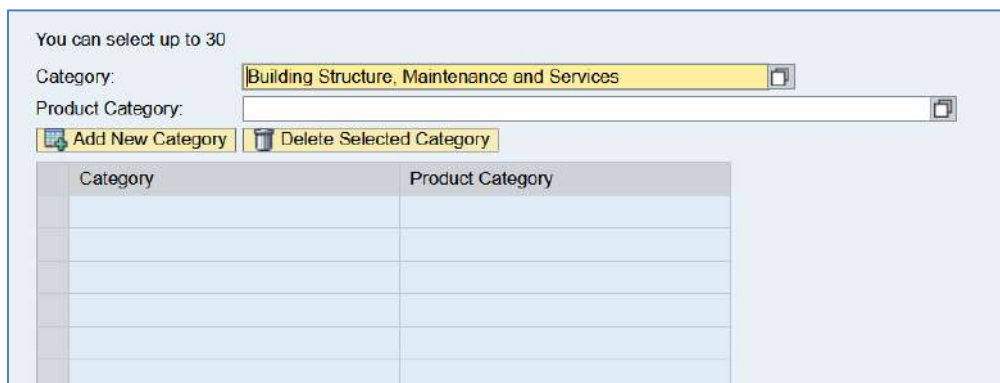 You can select up to 30
Category: Building Structure, Maintenance and Services
Product Category:
Add New Category Delete Selected Category
Category Product Category